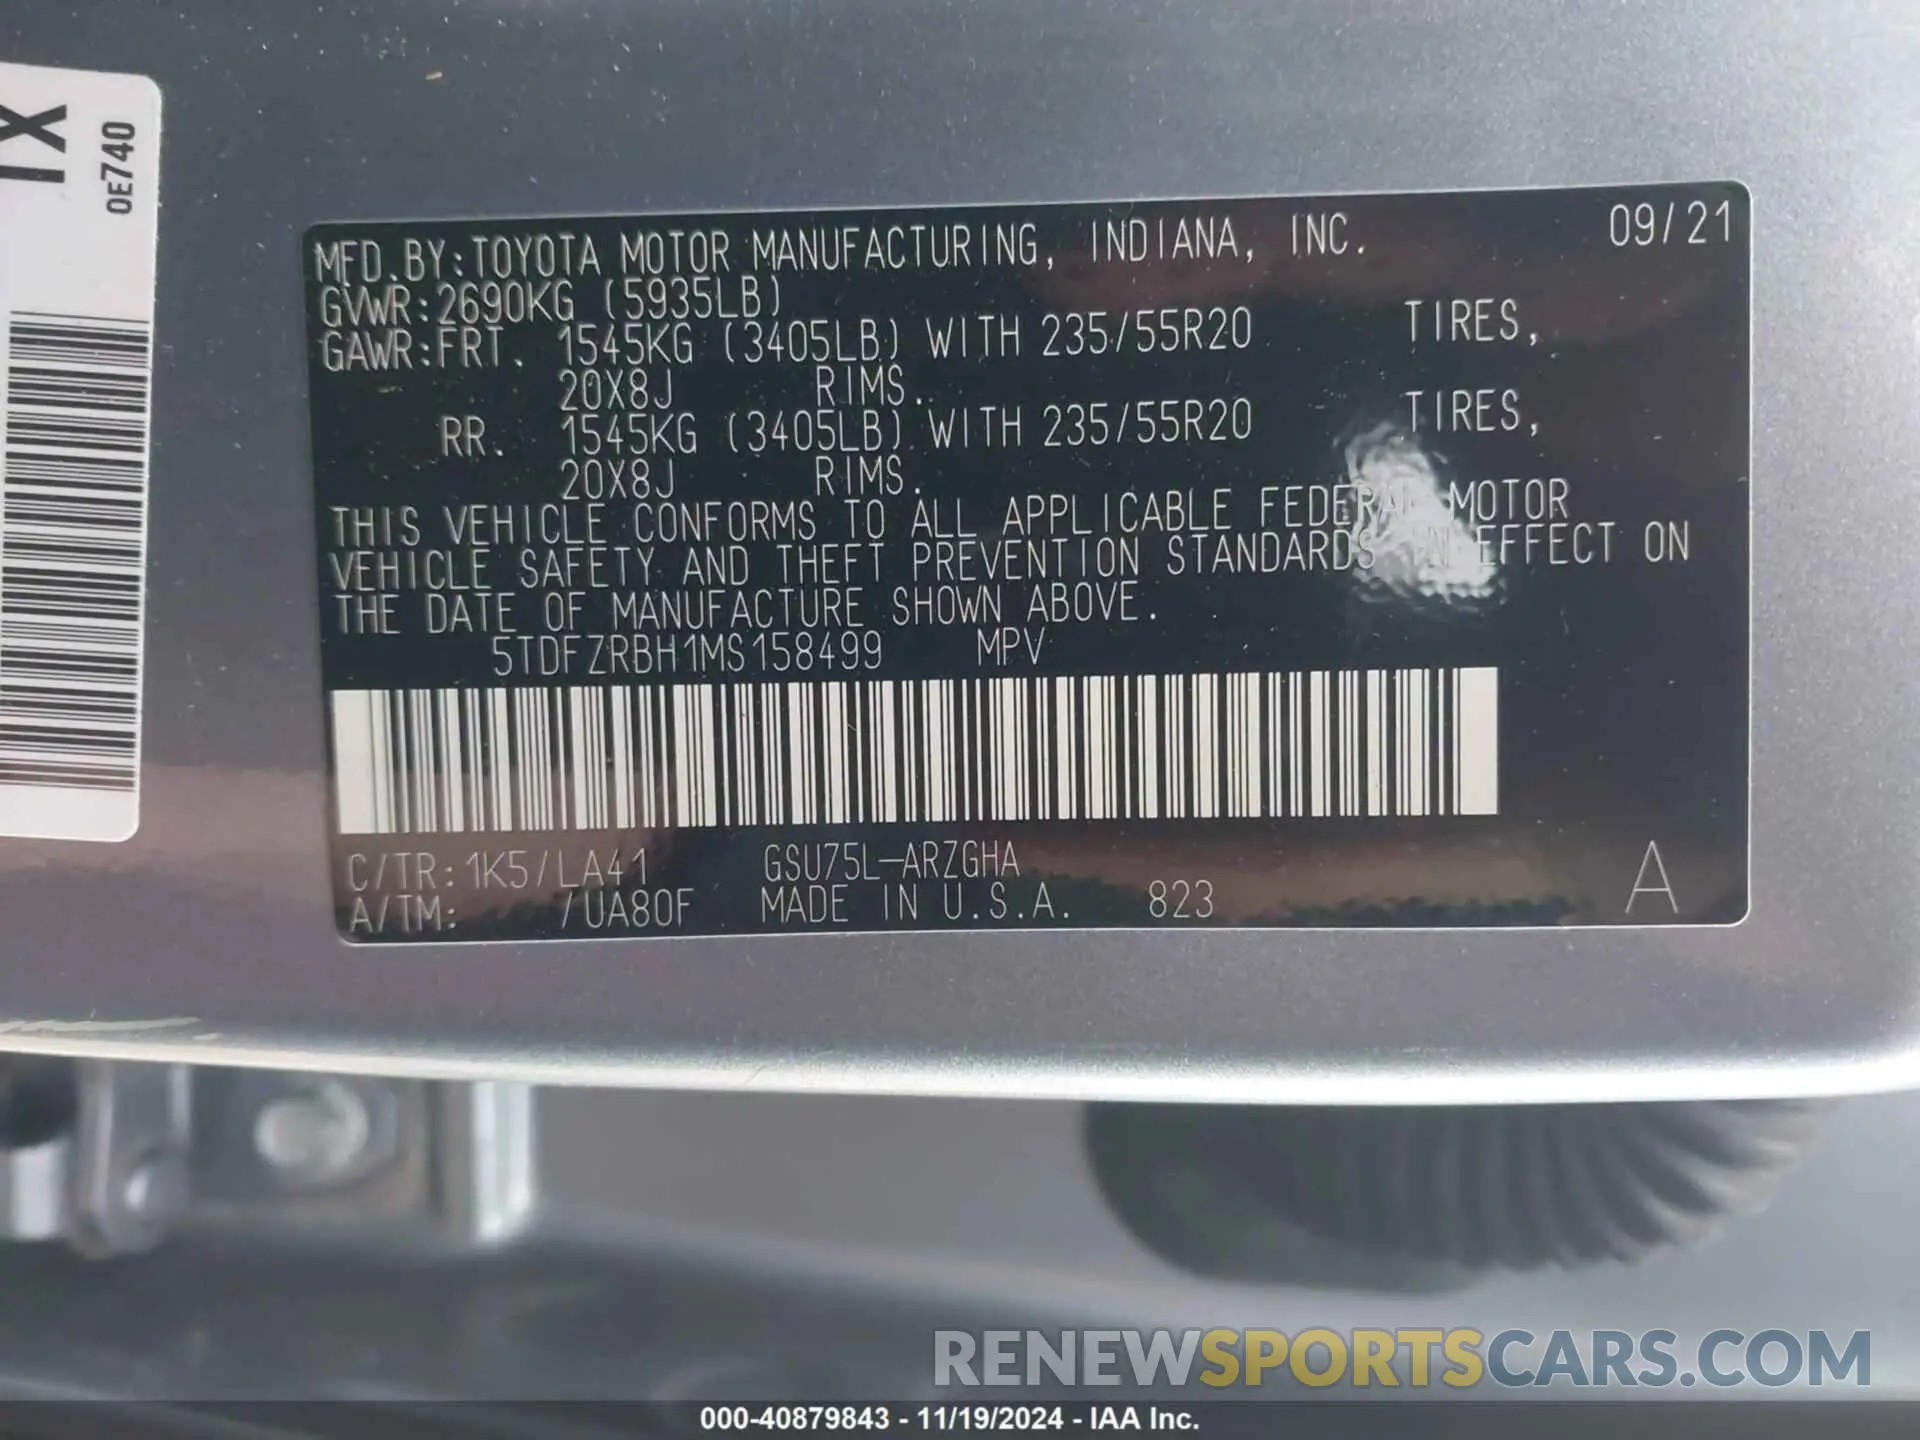 TX
0E740
MFD.BY:TOYOTA MOTOR MANUFACTURING, INDIANA, INC. 09/21
GVWR:2690KG (5935LB)
GAWR:FRT. 1545KG (3405LB) WITH 235/55R20 TIRES,
20X8J RIMS.
RR. 1545KG (3405LB) WITH 235/55R20 TIRES,
20X8J RIMS.
THIS VEHICLE CONFORMS TO ALL APPLICABLE FEDERAL MOTOR
VEHICLE SAFETY AND THEFT PREVENTION STANDARDS IN EFFECT ON
THE DATE OF MANUFACTURE SHOWN ABOVE.
5TDFZRBH1MS158499 MPV
C/TR:1K5/LA41 GSU75L-ARZGHA
A/TM: /UA80F MADE IN U.S.A. 823 A
RENEWSPORTSCARS.COM
000-40879843 - 11/19/2024 - IAA Inc.